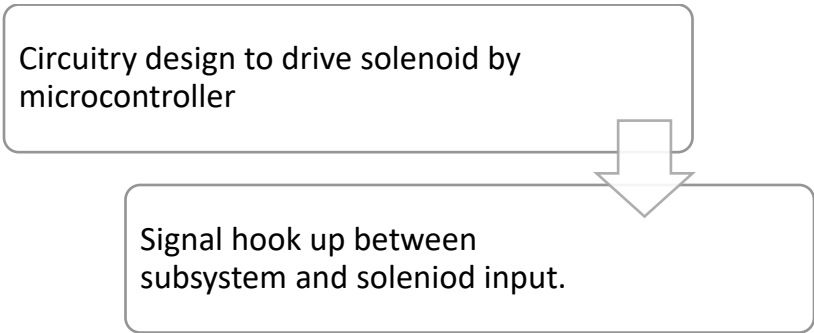 Circuitry design to drive solenoid by
microcontroller
Signal hook up between
subsystem and soleniod input.